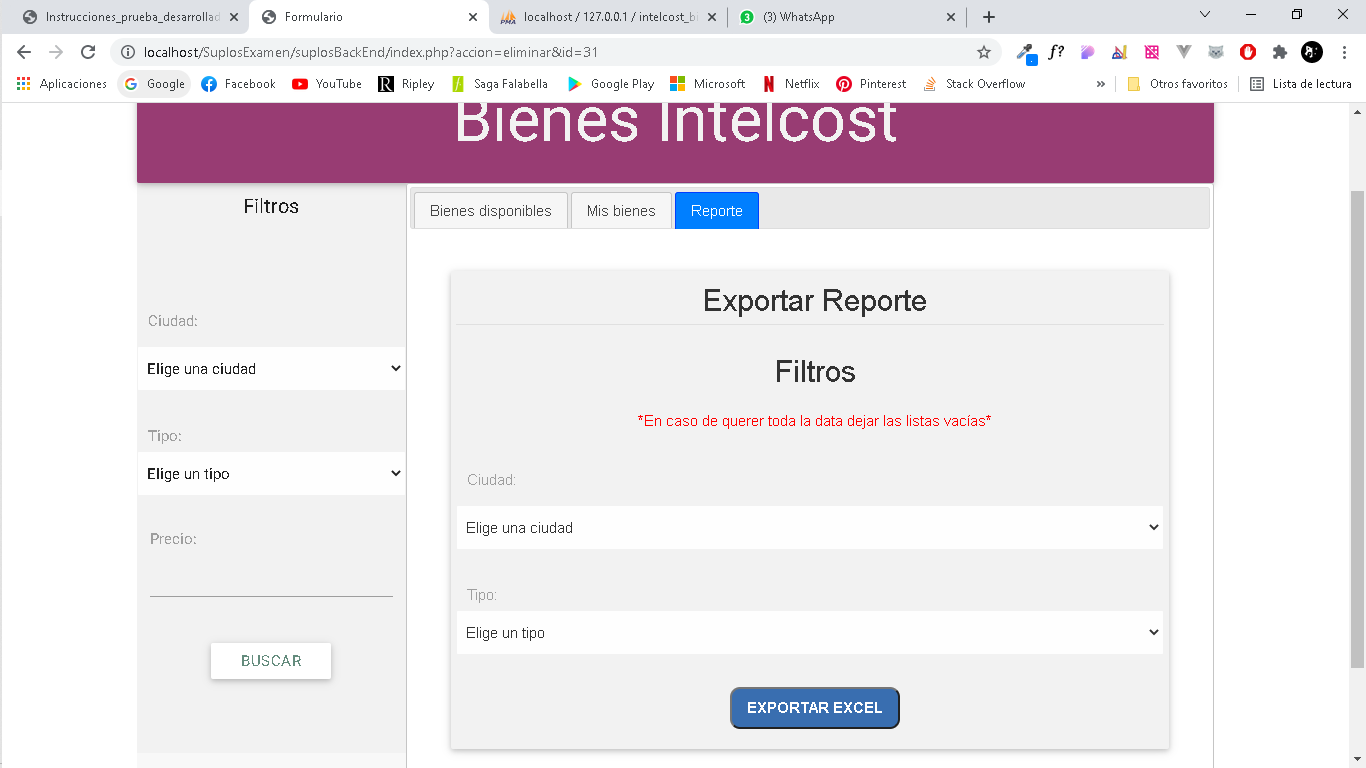 Instrucciones_prueba_desarrollad
Formulario
localhost / 127.0.0.1 / intelcost_bi
(3) WhatsApp
localhost/SuplosExamen/suplosBackEnd/index.php?accion=eliminar&id=31
Aplicaciones
Google
Facebook
YouTube
Ripley
Saga Falabella
Google Play
Microsoft
Netflix
Pinterest
Stack Overflow
»
Otros favoritos
Lista de lectura
Bienes Intelcost
Filtros
Ciudad:
Elige una ciudad
Tipo:
Elige un tipo
Precio:
BUSCAR
Bienes disponibles
Mis bienes
Reporte
Exportar Reporte
Filtros
*En caso de querer toda la data dejar las listas vacías*
Ciudad:
Elige una ciudad
Tipo:
Elige un tipo
EXPORTAR EXCEL